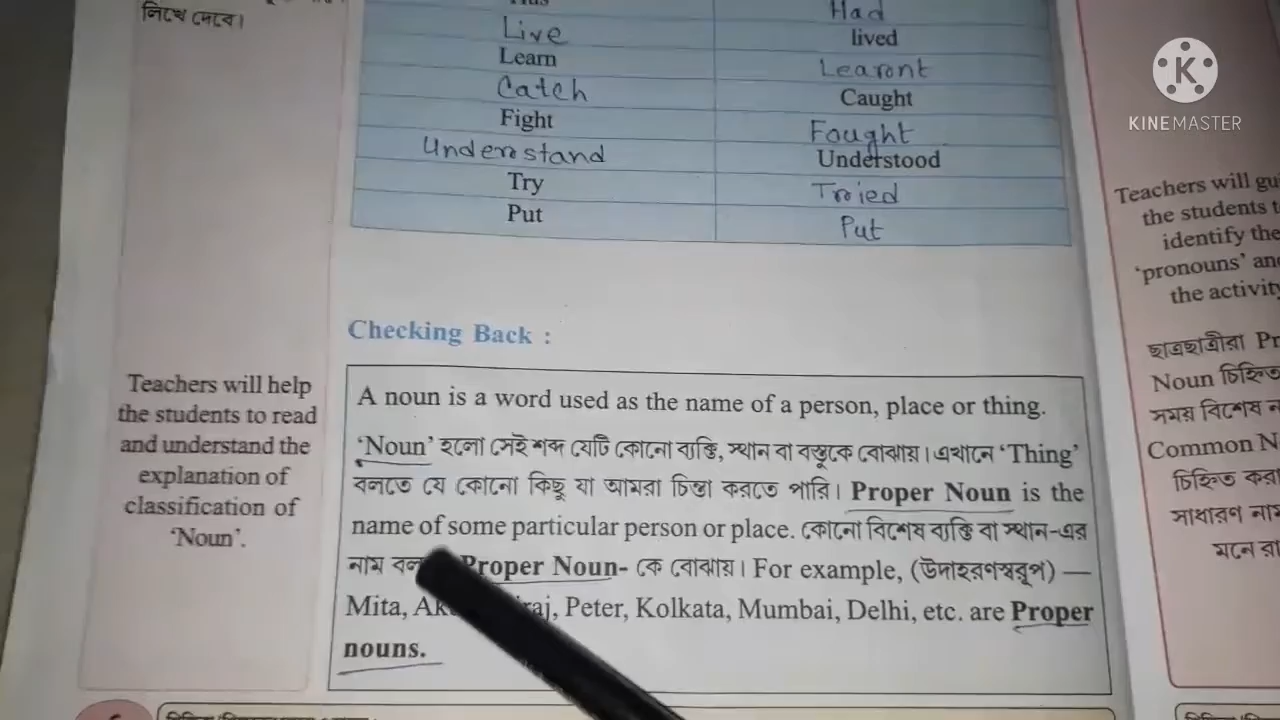 লিখে দেবে।
Had
Live lived
Learn Learont
Catch Caught
Fight Fought
Understand Understood
Try Tried
Put Put
KINEMASTER
Checking Back :
Teachers will help
the students to read
and understand the
explanation of
classification of
'Noun'.
A noun is a word used as the name of a person, place or thing.
'Noun' হলো সেই শব্দ যেটি কোনো ব্যক্তি, স্থান বা বস্তুকে বোঝায়। এখানে 'Thing'
বলতে যে কোনো কিছু যা আমরা চিন্তা করতে পারি। Proper Noun is the
name of some particular person or place. কোনো বিশেষ ব্যক্তি বা স্থান-এর
নাম Proper Noun- কে বোঝায়। For example, (উদাহরণস্বরূপ) —
Mita, Peter, Kolkata, Mumbai, Delhi, etc. are Proper
nouns.
Teachers will
the students
identify the
'pronouns'
the activity
ছাত্রছাত্রীরা
Noun চিহ্নিত
সময় বিশেষ
Common
চিহ্নিত
সাধারণ
মনে